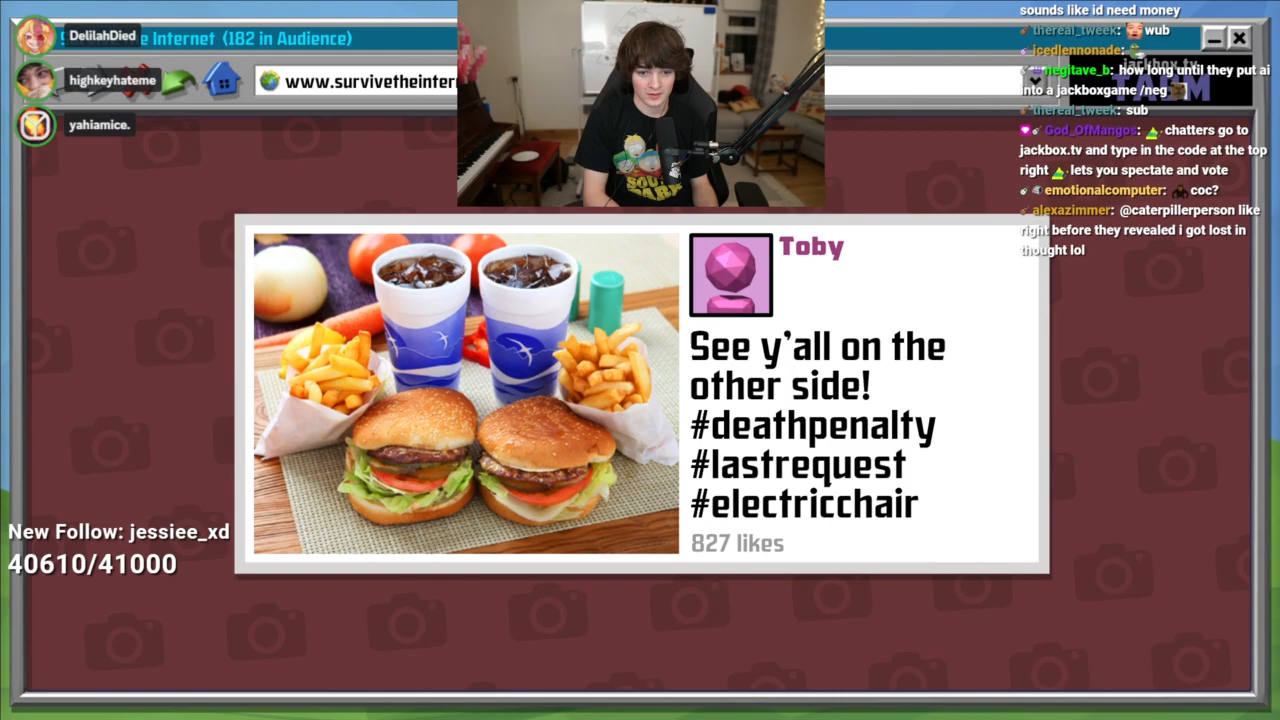 DelilahDied
e Internet (182 in Audience)
highkeyhateme
www.survivetheinter
yahiamice.
sounds like id need money
thereal_tweek: wub
icedlennonade:
negitave_b: how long until they put ai
into a jackboxgame /neg
thereal_tweek: sub
God_OfMangos: chatters go to
jackbox.tv and type in the code at the top
right lets you spectate and vote
emotionalcomputer: coc?
alexazimmer: @caterpillerperson like
right before they revealed i got lost in
thought lol
jackbox.tv
SOUTH
PARK
Toby
See y'all on the
other side!
#deathpenalty
#lastrequest
#electricchair
827 likes
New Follow: jessiee_xd
40610/41000